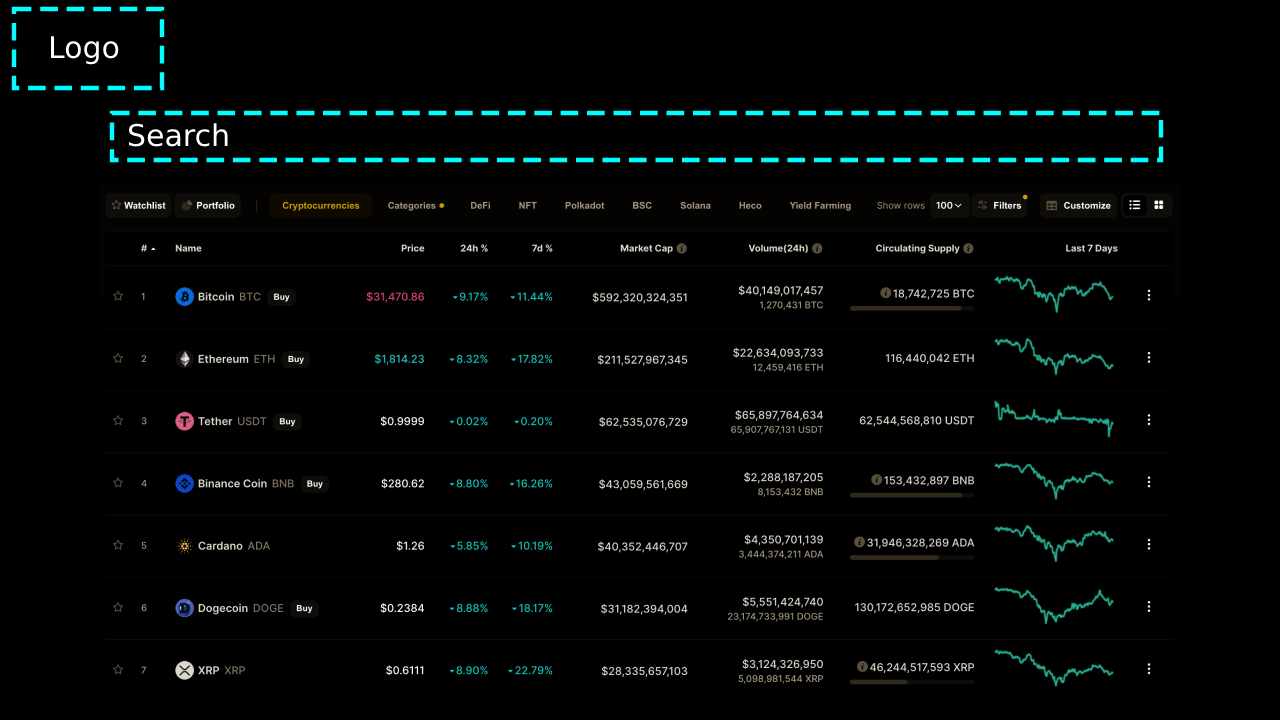 Logo
Search
Watchlist Portfolio Cryptocurrencies Categories DeFi NFT Polkadot BSC Solana Heco Yield Farming Show rows 100 Filters Customize
# Name Price 24h % 7d % Market Cap Volume(24h) Circulating Supply Last 7 Days
1 Bitcoin BTC Buy $31,470.86 9.17% 11.44% $592,320,324,351 $40,149,017,457 18,742,725 BTC
1,270,431 BTC
2 Ethereum ETH Buy $1,814.23 8.32% 17.82% $211,527,967,345 $22,634,093,733 116,440,042 ETH
12,459,416 ETH
3 Tether USDT Buy $0.9999 0.02% 0.20% $62,535,076,729 $65,897,764,634 62,544,568,810 USDT
65,907,767,131 USDT
4 Binance Coin BNB Buy $280.62 8.80% 16.26% $43,059,561,669 $2,288,187,205 153,432,897 BNB
8,153,432 BNB
5 Cardano ADA $1.26 5.85% 10.19% $40,352,446,707 $4,350,701,139 31,946,328,269 ADA
3,444,374,211 ADA
6 Dogecoin DOGE Buy $0.2384 8.88% 18.17% $31,182,394,004 $5,551,424,740 130,172,652,985 DOGE
23,174,733,991 DOGE
7 XRP XRP $0.6111 8.90% 22.79% $28,335,657,103 $3,124,326,950 46,244,517,593 XRP
5,098,981,544 XRP